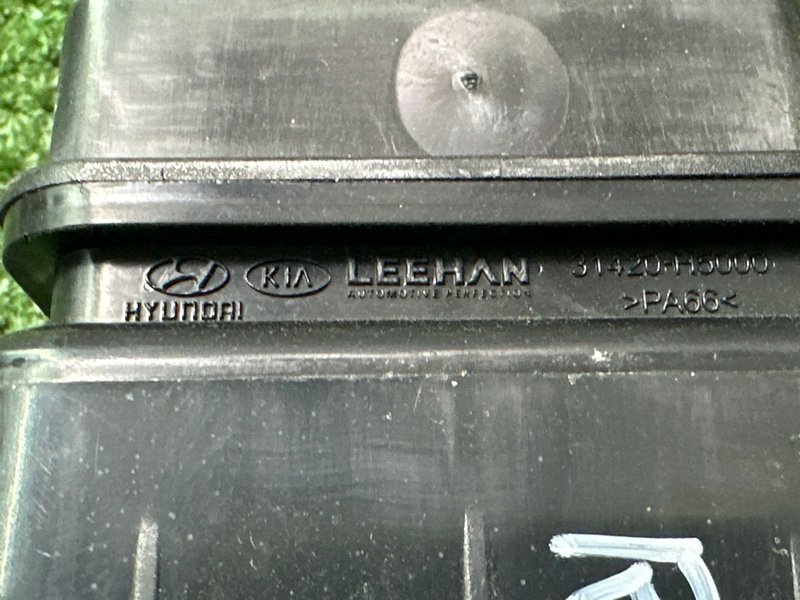 KIA LEEHAN 31420-H5000
HYUNDAI AUTOMOTIVE PERFECTION >PA66<